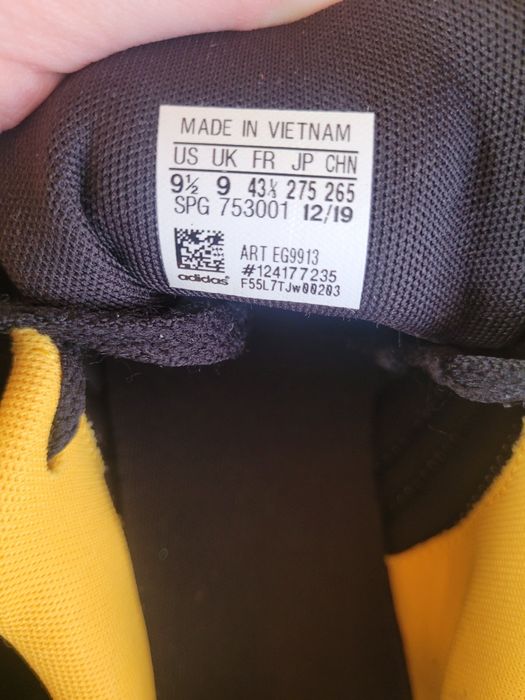 MADE IN VIETNAM
US UK FR JP CHN
9½ 9 43⅓ 275 265
SPG 753001 12/19
ART EG9913
#124177235
adidas® F55L7TJw00203